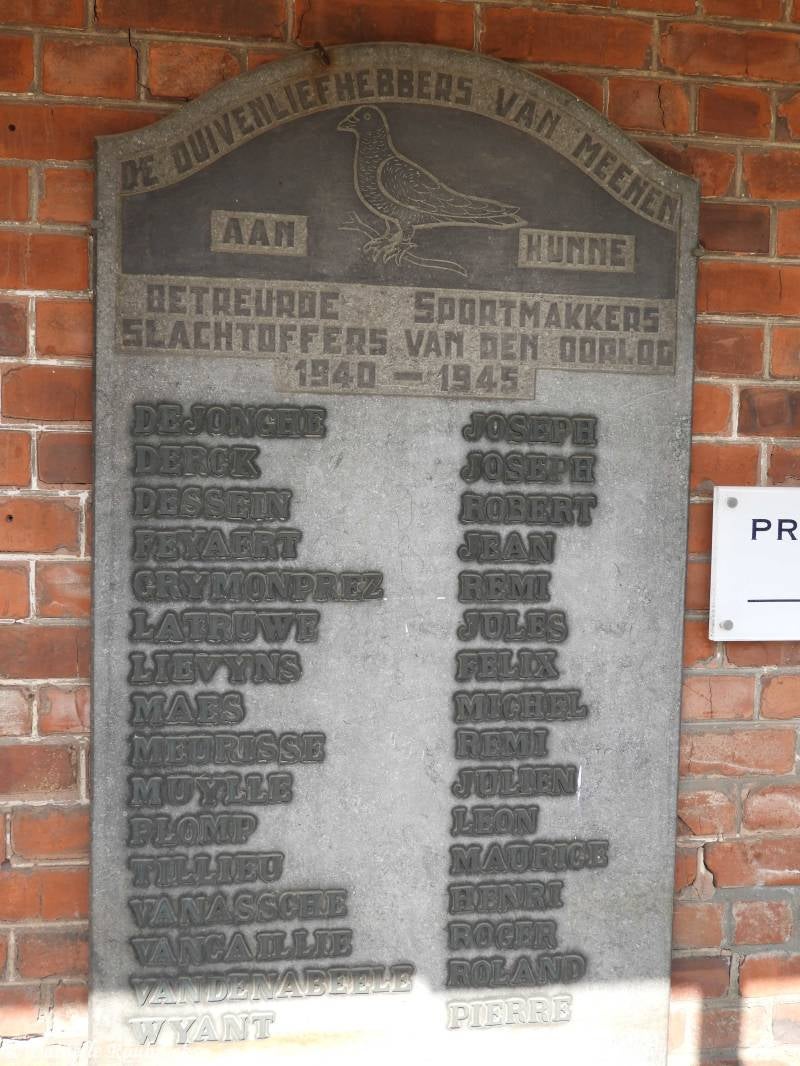 DE DUIVENLIEFHEBBERS VAN MEENEN
AAN HUNNE
BETREURDE SPORTMAKKERS
SLACHTOFFERS VAN DEN OORLOG
1940 — 1945
DEJONGHE JOSEPH
DERCK JOSEPH
DESSEIN ROBERT
FEYAERT JEAN
GRYMONPREZ REMI
LATRUWE JULES
LIEVYNS FELIX
MAES MICHEL
MEURISSE REMI
MUYLLE JULIEN
PLOMP LEON
TILLIEU MAURICE
VANASSCHE HENRI
VANCAILLIE ROGER
VANDENABEELE ROLAND
WYANT PIERRE
PR